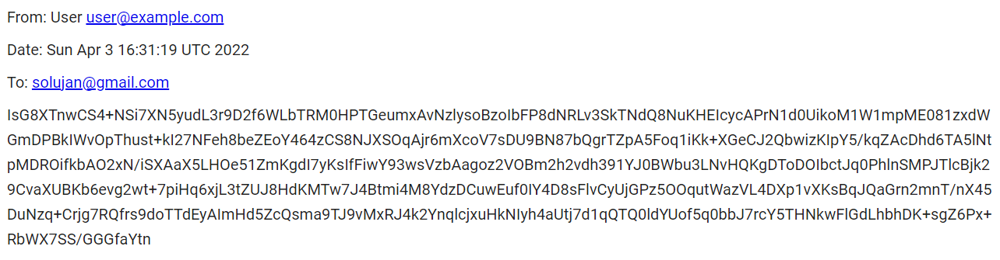 From: User user@example.com
Date: Sun Apr 3 16:31:19 UTC 2022
To: solujan@gmail.com
IsG8XTnwCS4+NSi7XN5yudL3r9D2f6WLbTRM0HPTGeumxAvNzlysoBzoIbFP8dNRLv3SkTNdQ8NuKHEIcycAPrN1d0UikoM1W1mpME081zxdW
GmDPBkIWvOpThust+kI27NFeh8beZEoY464zCS8NJXSOqAjr6mXcoV7sDU9BN87bQgrTZpA5Foq1iKk+XGeCJ2QbwizKIpY5/kqZAcDhd6TA5lNt
pMDROifkbAO2xN/iSXAaX5LHOe51ZmKgdI7yKsIfFiwY93wsVzbAagoz2VOBm2h2vdh391YJ0BWbu3LNvHQKgDToDOIbctJq0PhlnSMPJTlcBjk2
9CvaXUBKb6evg2wt+7piHq6xjL3tZUJ8HdKMTw7J4Btmi4M8YdzDCuwEuf0IY4D8sFlvCyUjGPz5OOqutWazVL4DXp1vXKsBqJQaGrn2mnT/nX45
DuNzq+Crjg7RQfrs9doTTdEyAImHd5ZcQsma9TJ9vMxRJ4k2YnqlcjxuHkNIyh4aUtj7d1qQTQ0ldYUof5q0bbJ7rcY5THNkwFlGdLhbhDK+sgZ6Px+
RbWX7SS/GGGfaYtn